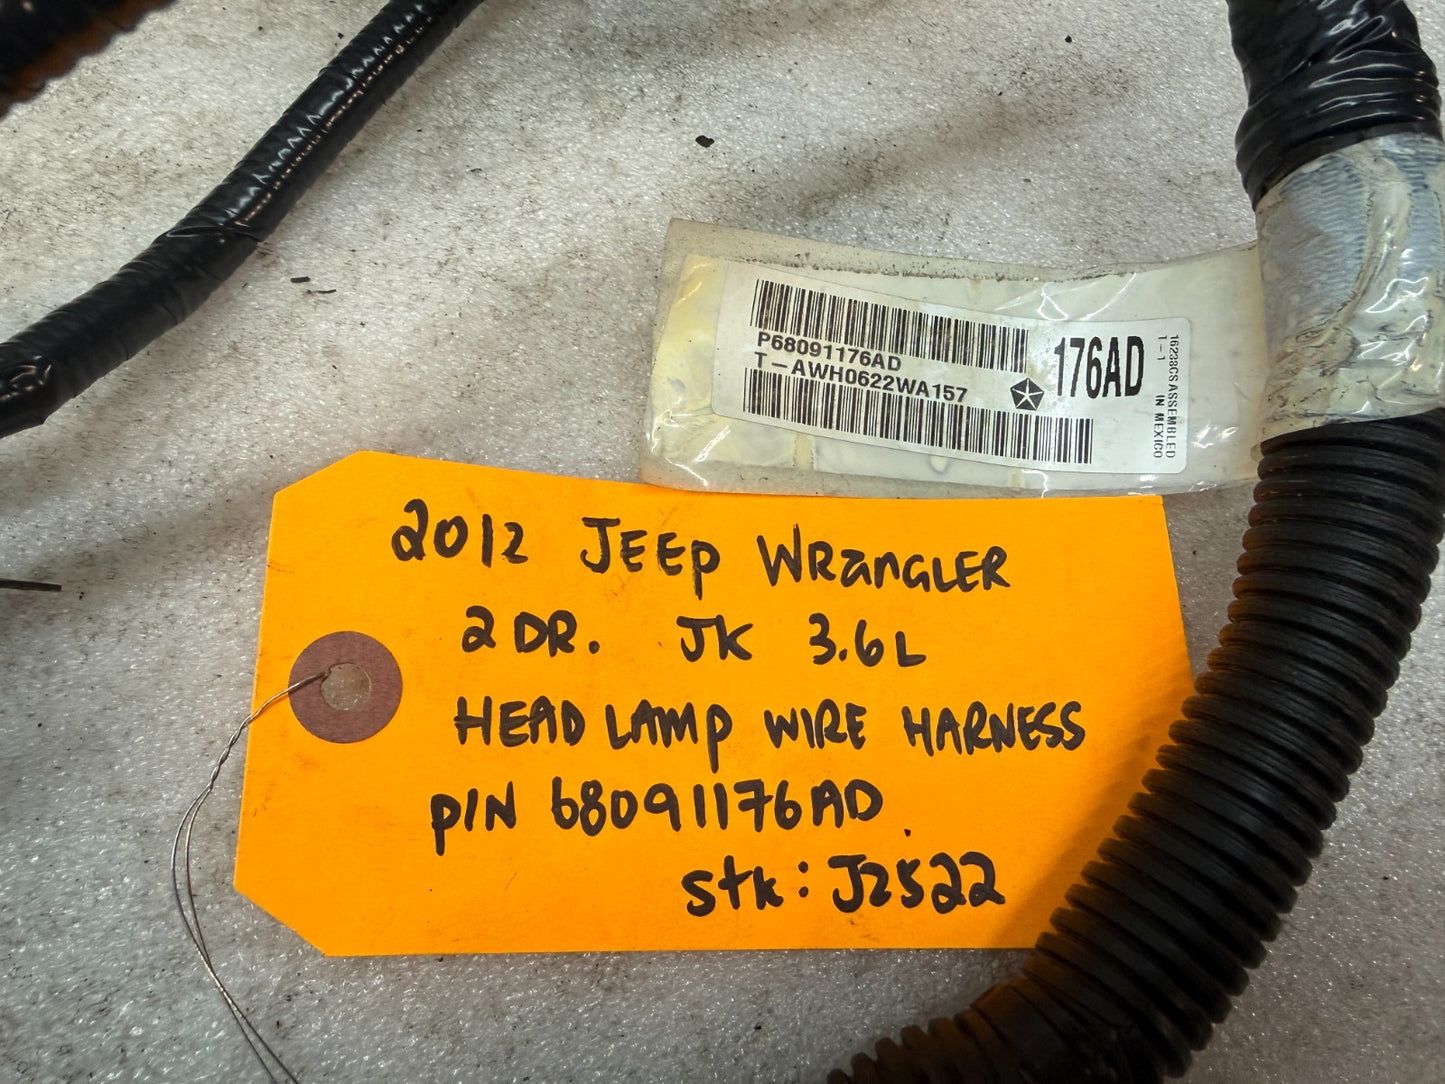 P68091176AD
T-AWH0622WA157
176AD
16238CS ASSEMBLED
T-1 IN MEXICO
2012 JEEP WRANGLER
2DR. JK 3.6L
HEAD LAMP WIRE HARNESS
P/N 68091176AD
stk: J2522